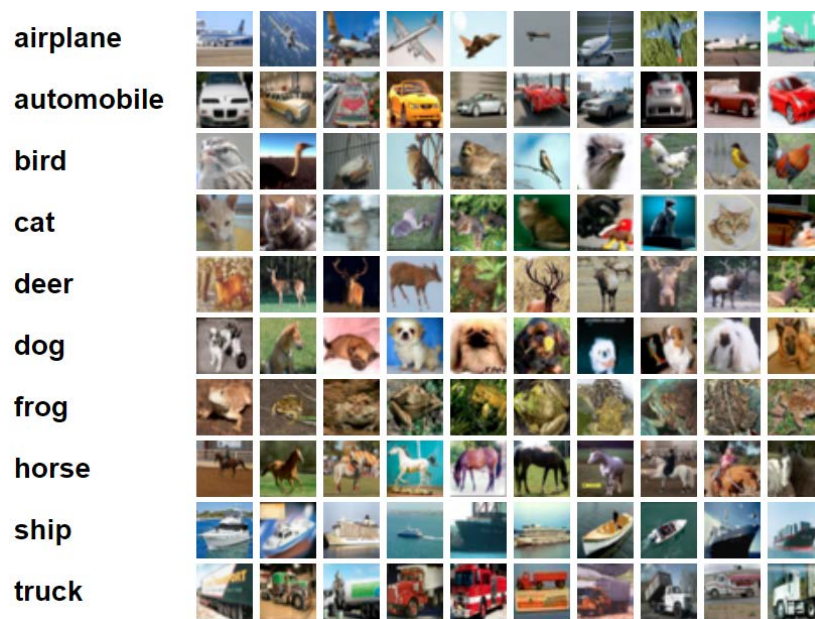 airplane
automobile
bird
cat
deer
dog
frog
horse
ship
truck